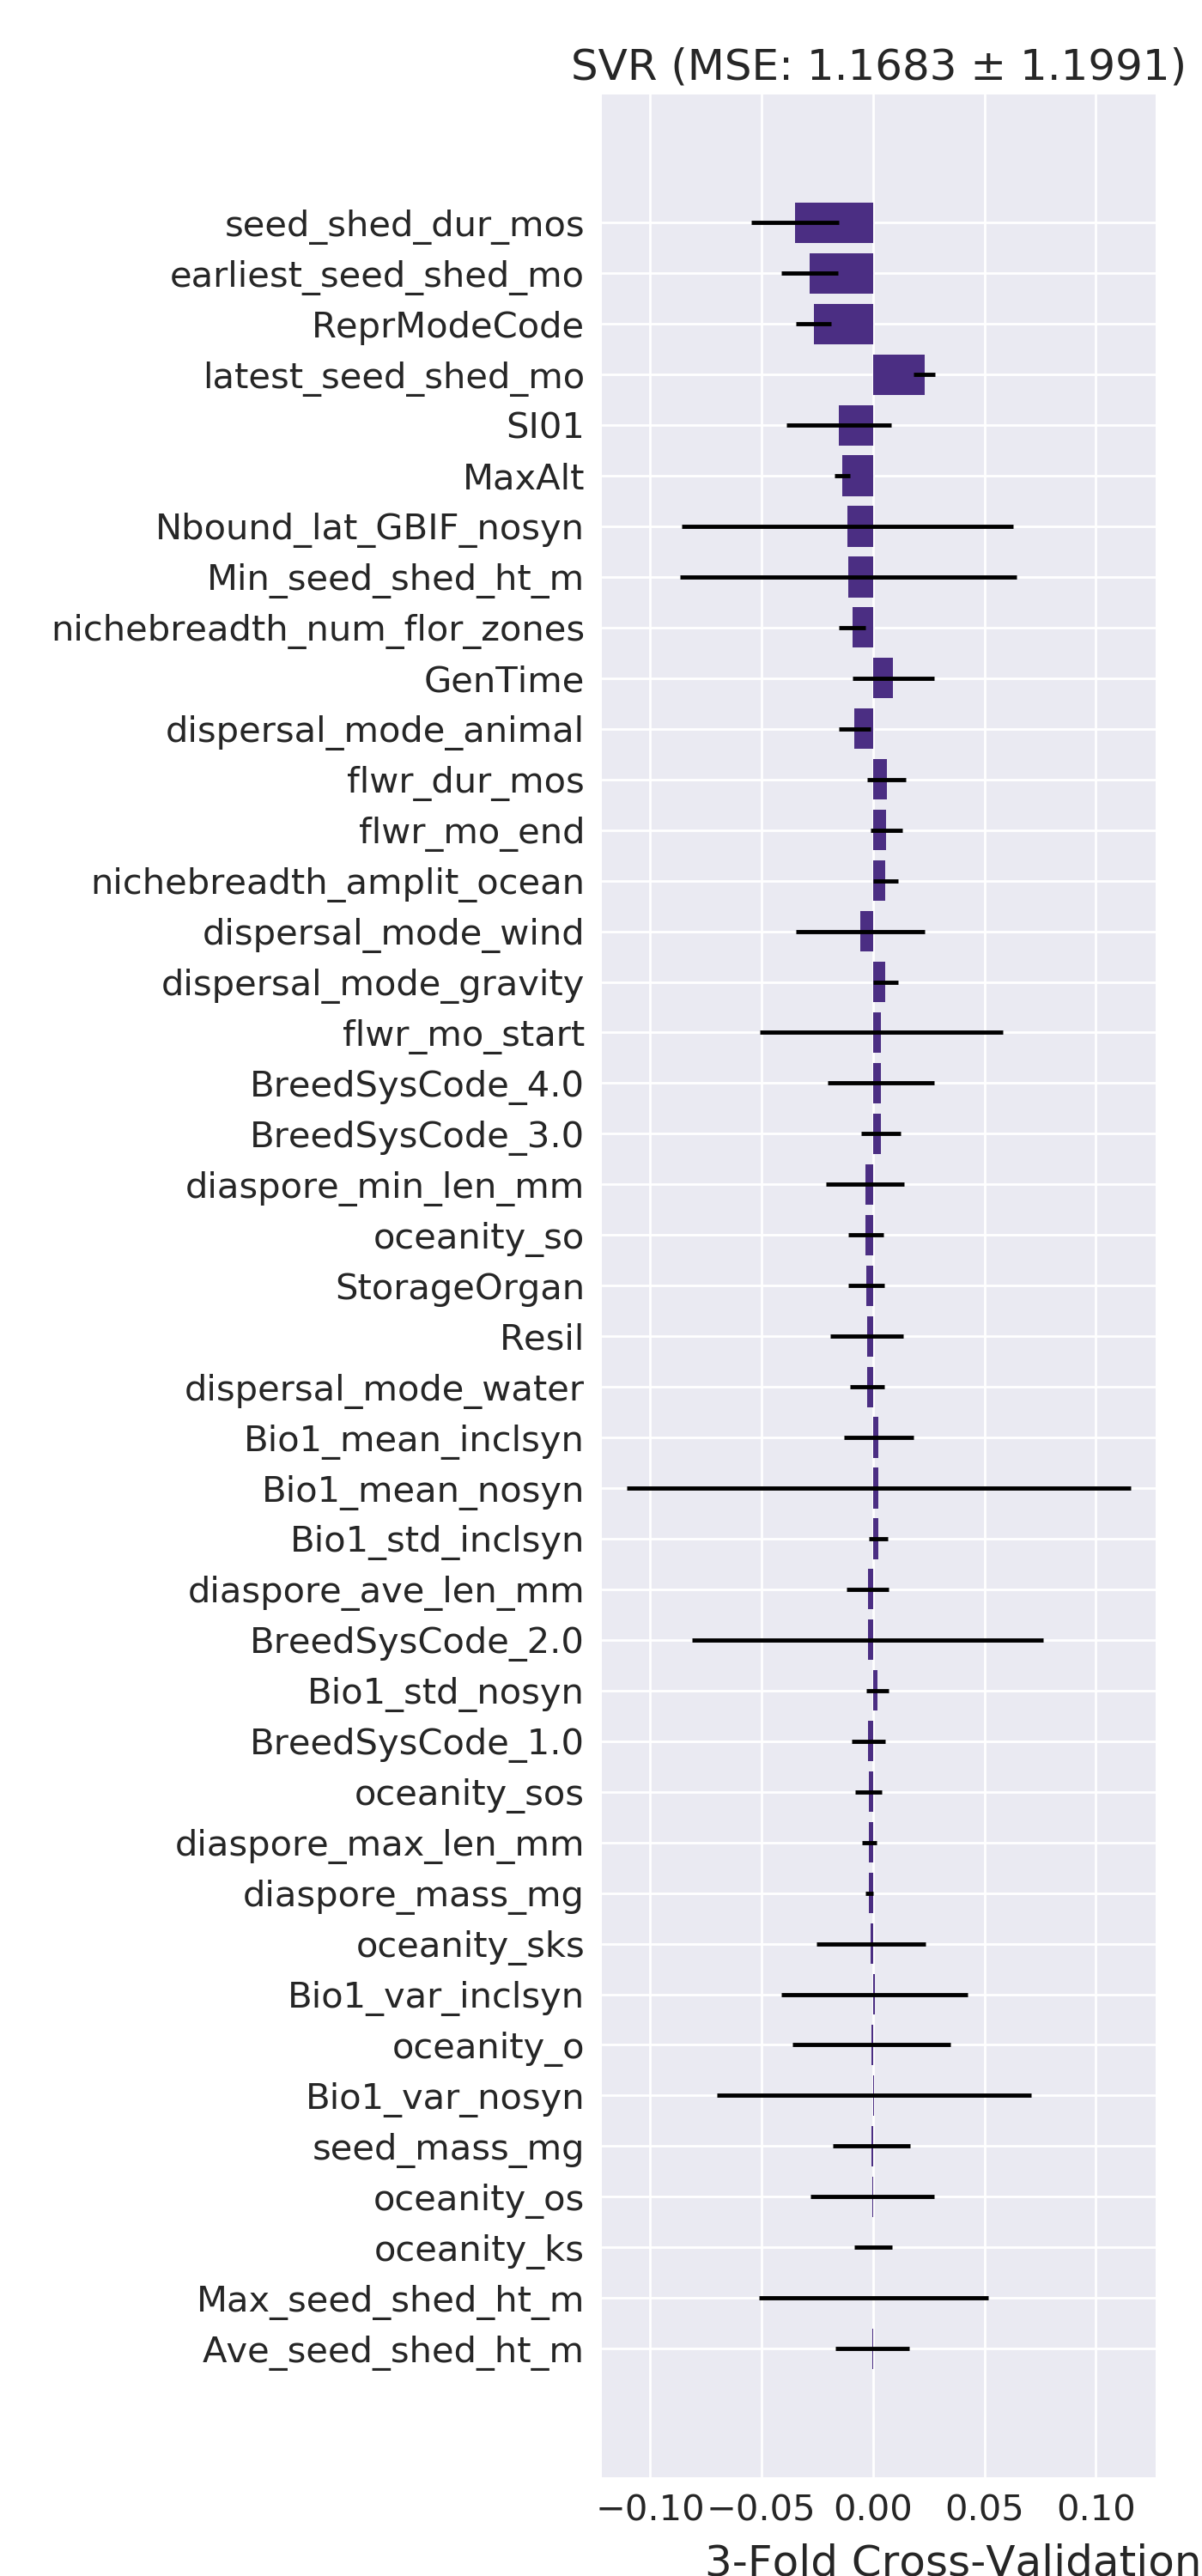 SVR (MSE: 1.1683 ± 1.1991)
seed_shed_dur_mos
earliest_seed_shed_mo
ReprModeCode
latest_seed_shed_mo
SI01
MaxAlt
Nbound_lat_GBIF_nosyn
Min_seed_shed_ht_m
nichebreadth_num_flor_zones
GenTime
dispersal_mode_animal
flwr_dur_mos
flwr_mo_end
nichebreadth_amplit_ocean
dispersal_mode_wind
dispersal_mode_gravity
flwr_mo_start
BreedSysCode_4.0
BreedSysCode_3.0
diaspore_min_len_mm
oceanity_so
StorageOrgan
Resil
dispersal_mode_water
Bio1_mean_inclsyn
Bio1_mean_nosyn
Bio1_std_inclsyn
diaspore_ave_len_mm
BreedSysCode_2.0
Bio1_std_nosyn
BreedSysCode_1.0
oceanity_sos
diaspore_max_len_mm
diaspore_mass_mg
oceanity_sks
Bio1_var_inclsyn
oceanity_o
Bio1_var_nosyn
seed_mass_mg
oceanity_os
oceanity_ks
Max_seed_shed_ht_m
Ave_seed_shed_ht_m
−0.10 −0.05 0.00 0.05 0.10
3-Fold Cross-Validation